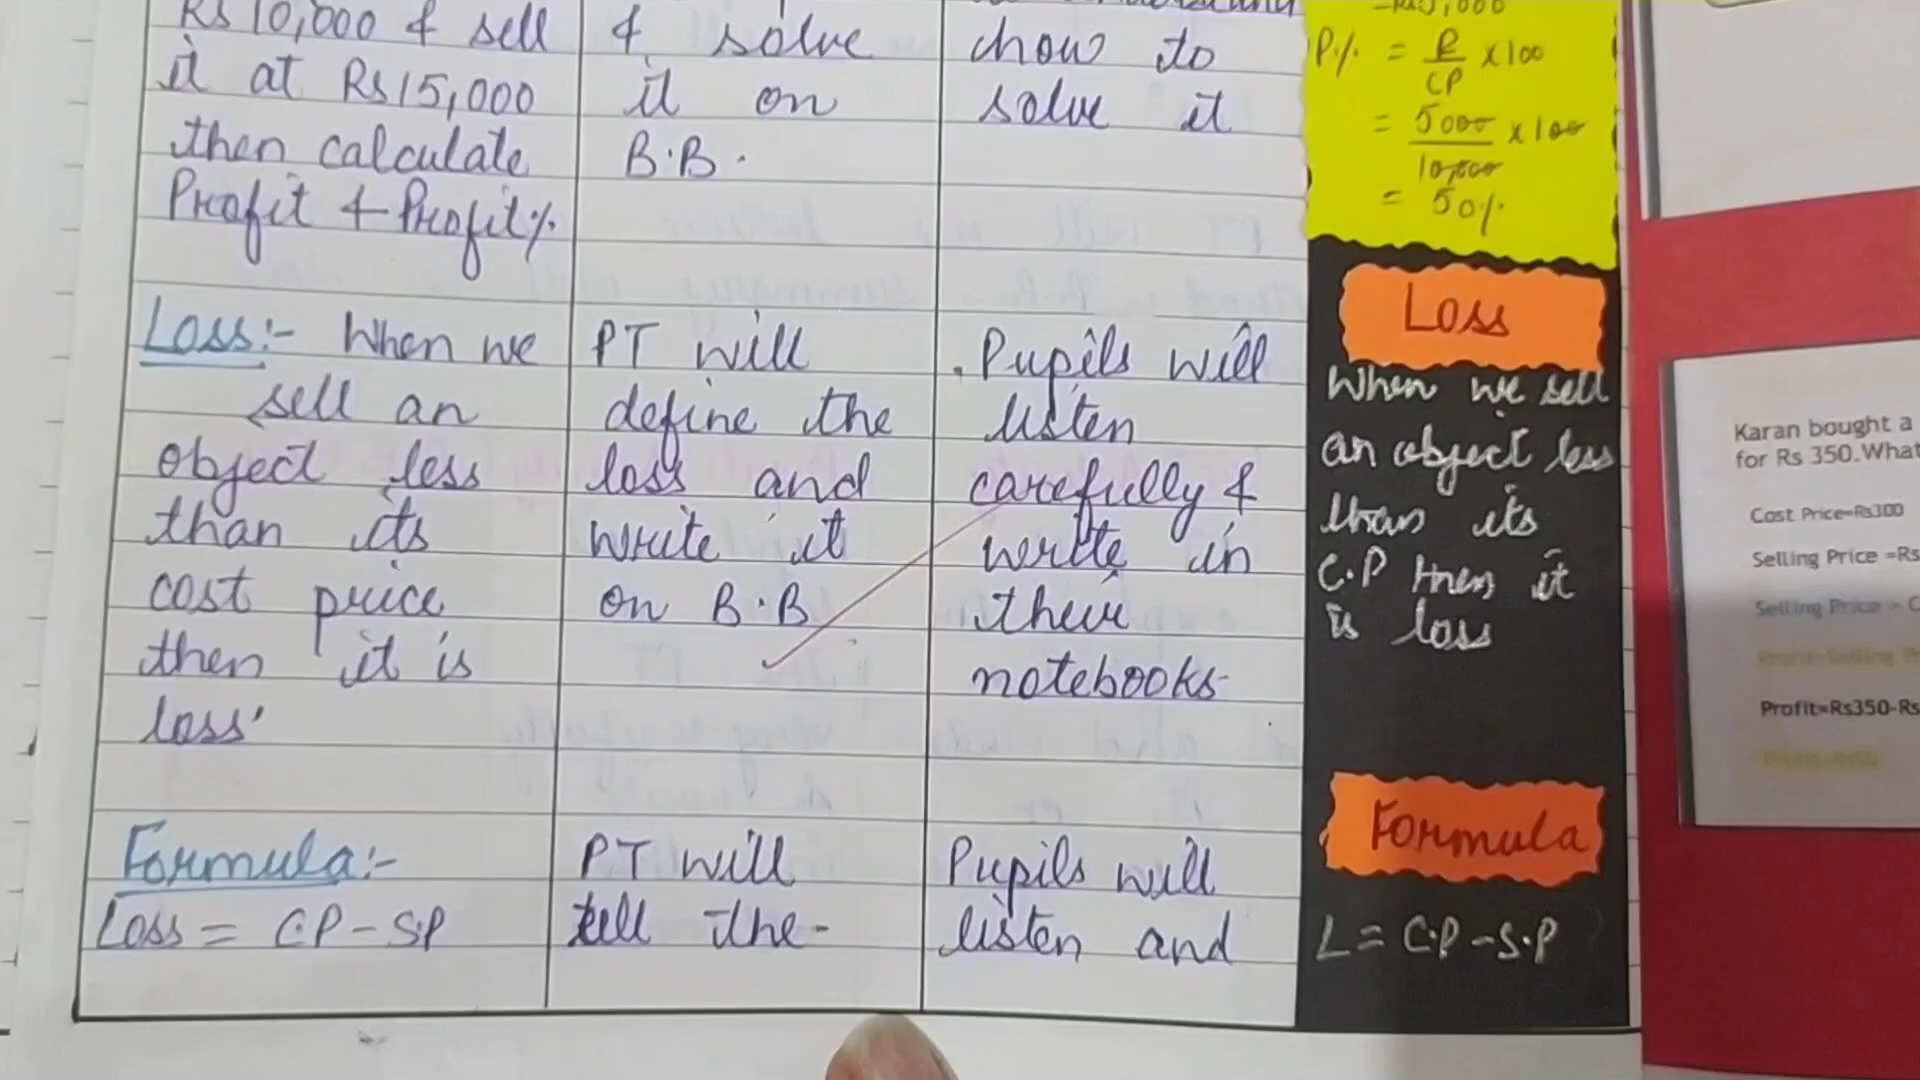 Rs 10,000 & sell
it at Rs 15,000
then calculate
Profit & Profit%.
& solve
it on
B.B.
how to
solve it
P% = P/CP ×100
= 5000/10,000 ×100
= 50%
Loss:- When we
sell an
object less
than its
cost price
then it is
loss.
PT will
define the
loss and
write it
on B.B
Pupils will
listen
carefully &
write in
their
notebooks.
Loss
When we sell
an object less
than its
C.P then it
is loss
Formula:-
Loss = C.P - S.P
PT will
tell the-
Pupils will
listen and
Formula
L = C.P - S.P
Karan bought a
for Rs 350.What
Cost Price=Rs300
Selling Price =Rs
Selling Price > C
Profit=Selling Pr
Profit=Rs350-Rs